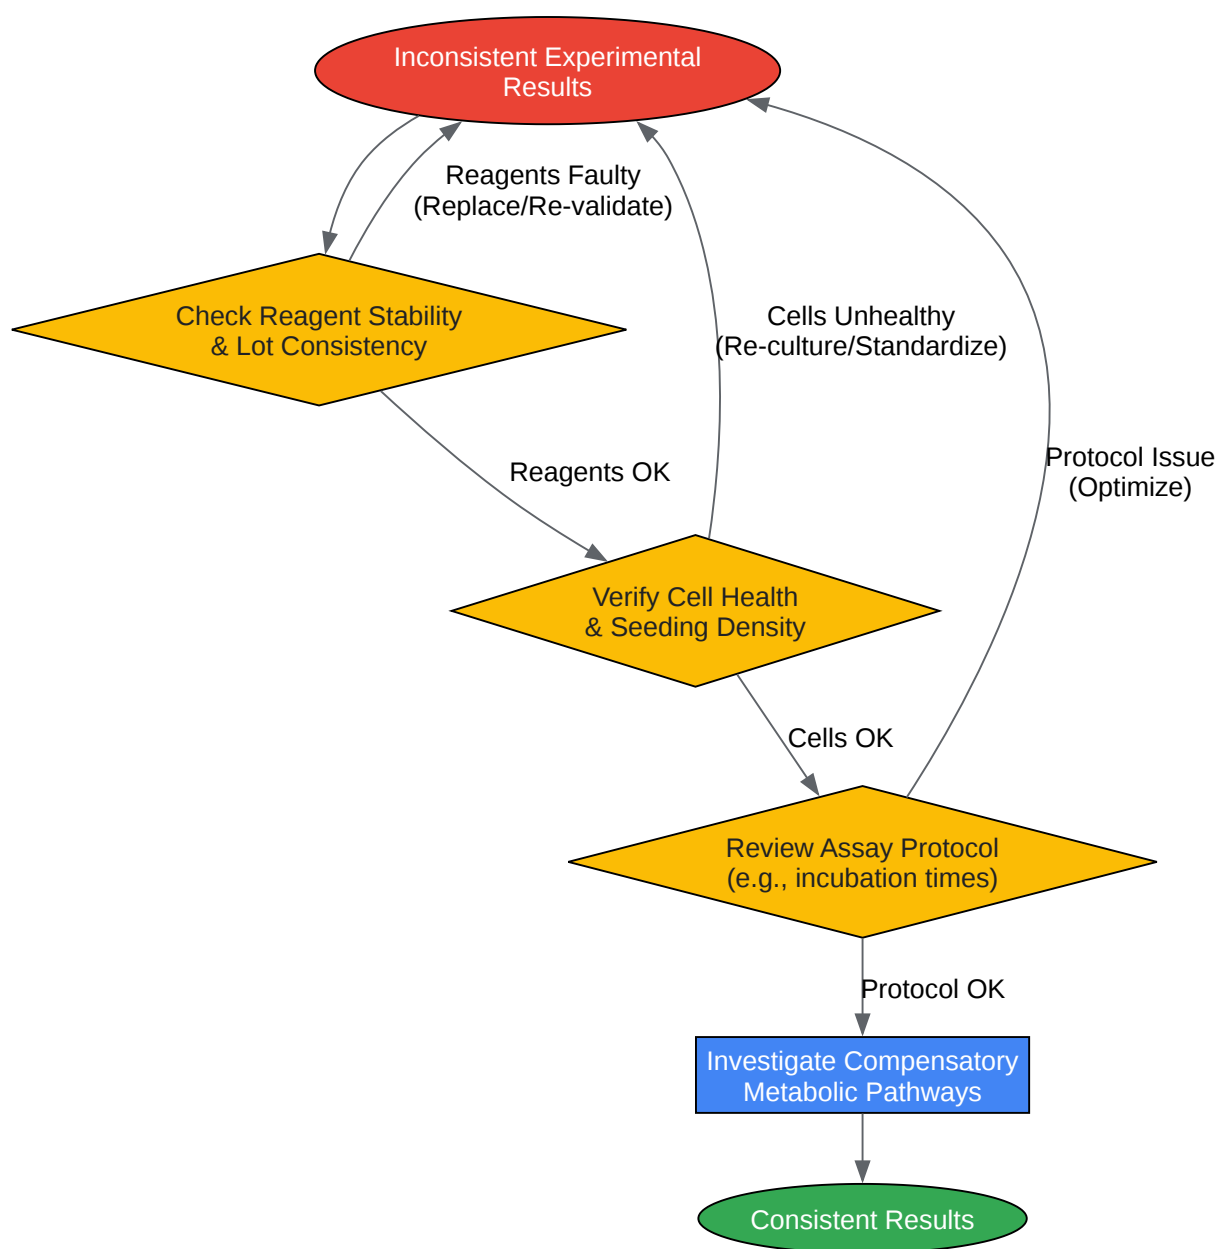 Inconsistent Experimental
Results
Reagents Faulty
(Replace/Re-validate)
Check Reagent Stability
& Lot Consistency
Cells Unhealthy
(Re-culture/Standardize)
Reagents OK
Protocol Issue
(Optimize)
Verify Cell Health
& Seeding Density
Cells OK
Review Assay Protocol
(e.g., incubation times)
Protocol OK
Investigate Compensatory
Metabolic Pathways
Consistent Results